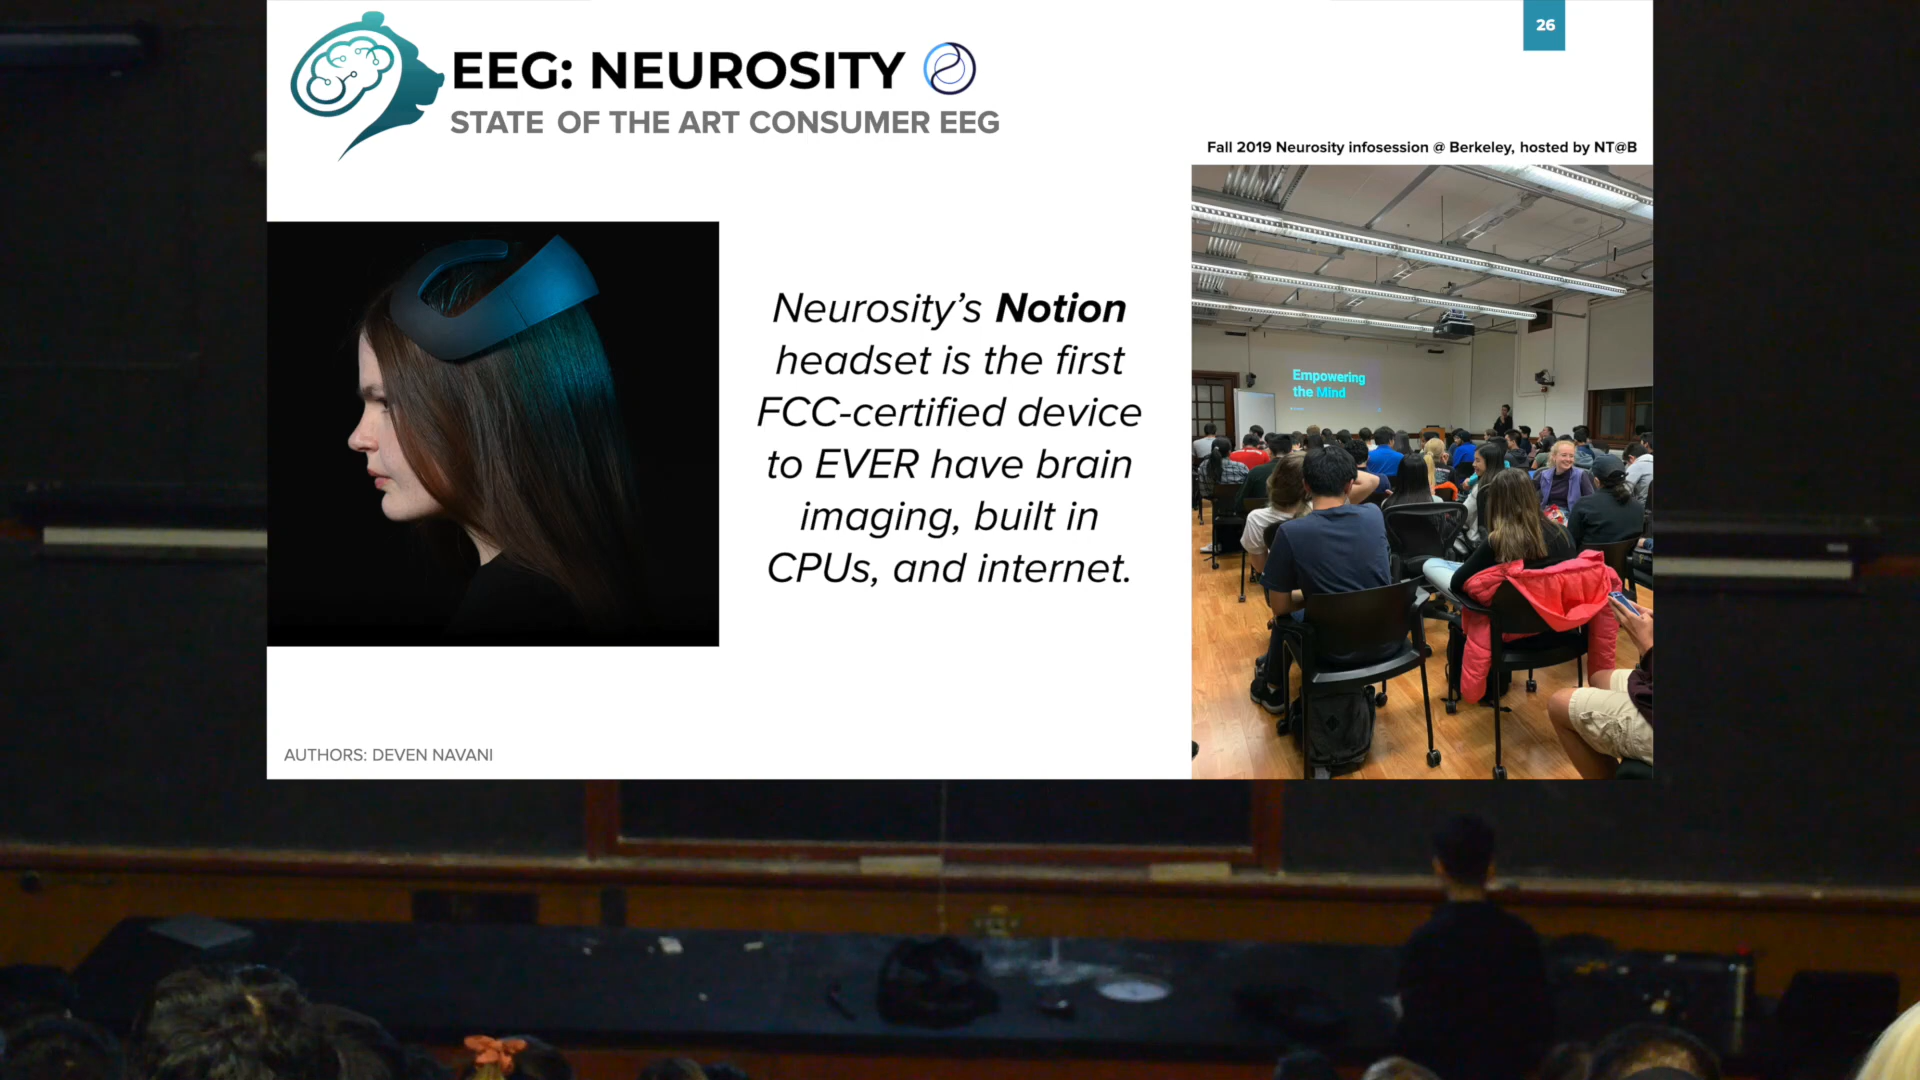 26
EEG: NEUROSITY
STATE OF THE ART CONSUMER EEG
Fall 2019 Neurosity infosession @ Berkeley, hosted by NT@B
Neurosity’s Notion
headset is the first
FCC-certified device
to EVER have brain
imaging, built in
CPUs, and internet.
Empowering
the Mind
AUTHORS: DEVEN NAVANI